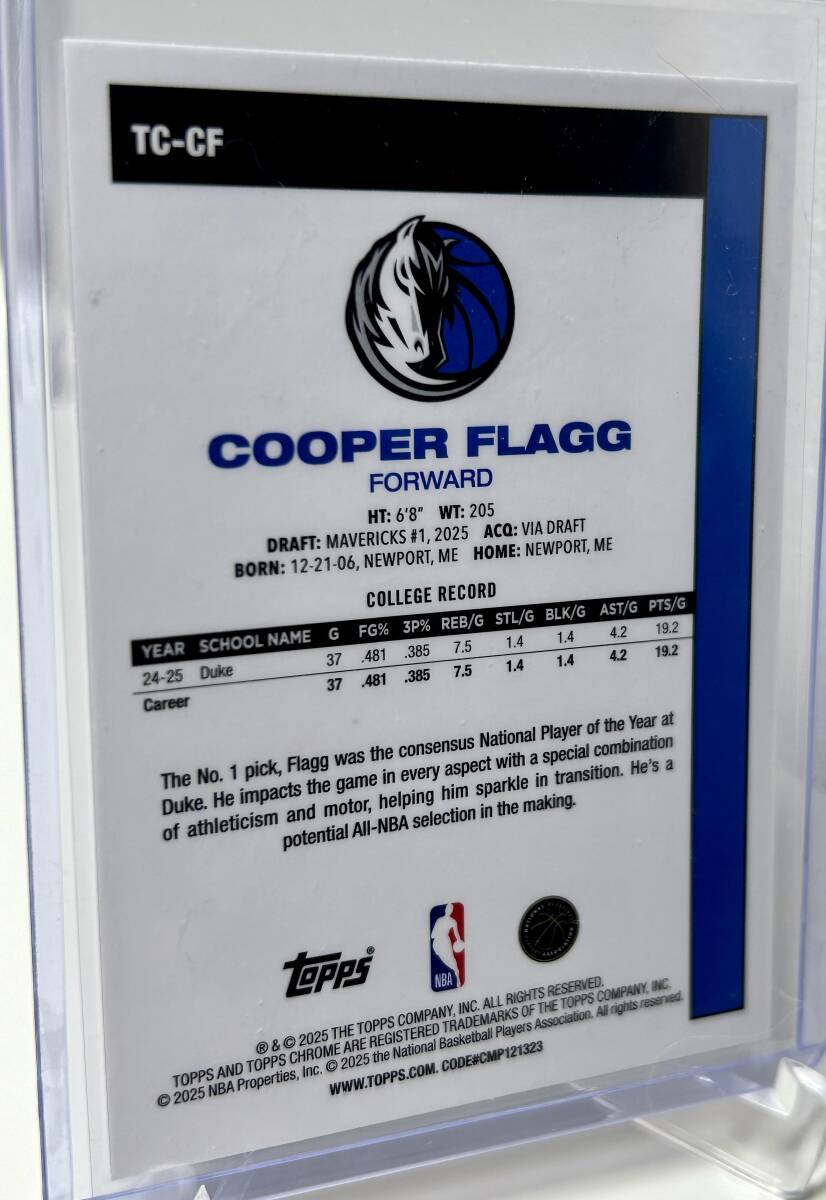 TC-CF
COOPER FLAGG
FORWARD
HT: 6'8" WT: 205
DRAFT: MAVERICKS #1, 2025 ACQ: VIA DRAFT
BORN: 12-21-06, NEWPORT, ME HOME: NEWPORT, ME
COLLEGE RECORD
YEAR SCHOOL NAME G FG% 3P% REB/G STL/G BLK/G AST/G PTS/G
24-25 Duke 37 .481 .385 7.5 1.4 1.4 4.2 19.2
Career 37 .481 .385 7.5 1.4 1.4 4.2 19.2
The No. 1 pick, Flagg was the consensus National Player of the Year at
Duke. He impacts the game in every aspect with a special combination
of athleticism and motor, helping him sparkle in transition. He's a
potential All-NBA selection in the making.
Topps®
NBA
® & © 2025 THE TOPPS COMPANY, INC. ALL RIGHTS RESERVED.
TOPPS AND TOPPS CHROME ARE REGISTERED TRADEMARKS OF THE TOPPS COMPANY, INC.
© 2025 NBA Properties, Inc. © 2025 the National Basketball Players Association. All rights reserved.
WWW.TOPPS.COM. CODE#CMP121323